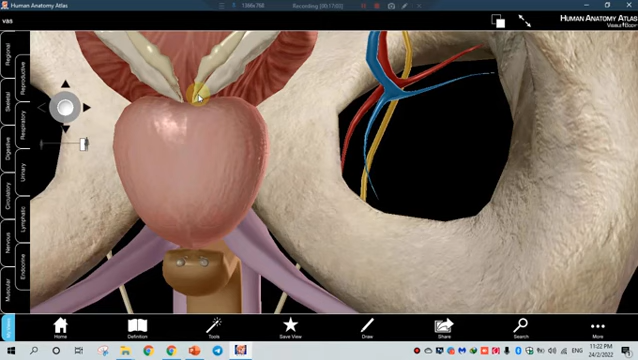 Human Anatomy Atlas
1366x768
Recording [17:00]
vas
HUMAN ANATOMY ATLAS
VISIBLE BODY
Regional
Skeletal
Digestive
Circulatory
Nervous
Muscular
My Views
Reproductive
Respiratory
Urinary
Lymphatic
Endocrine
Home
Definition
Tools
Save View
Draw
Share
Search
More
ENG
11:22 PM
24/2/2022